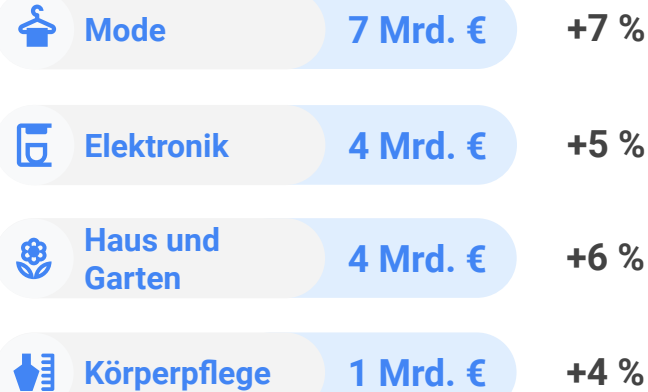 Mode 7 Mrd. € +7 %
Elektronik 4 Mrd. € +5 %
Haus und
Garten 4 Mrd. € +6 %
Körperpflege 1 Mrd. € +4 %